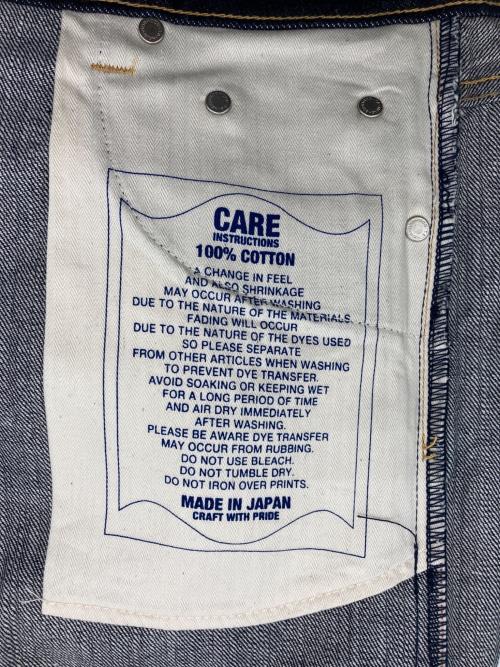 CARE
INSTRUCTIONS
100% COTTON
A CHANGE IN FEEL
AND ALSO SHRINKAGE
MAY OCCUR AFTER WASHING
DUE TO THE NATURE OF THE MATERIALS.
FADING WILL OCCUR
DUE TO THE NATURE OF THE DYES USED
SO PLEASE SEPARATE
FROM OTHER ARTICLES WHEN WASHING
TO PREVENT DYE TRANSFER.
AVOID SOAKING OR KEEPING WET
FOR A LONG PERIOD OF TIME
AND AIR DRY IMMEDIATELY
AFTER WASHING.
PLEASE BE AWARE DYE TRANSFER
MAY OCCUR FROM RUBBING.
DO NOT USE BLEACH.
DO NOT TUMBLE DRY.
DO NOT IRON OVER PRINTS.
MADE IN JAPAN
CRAFT WITH PRIDE